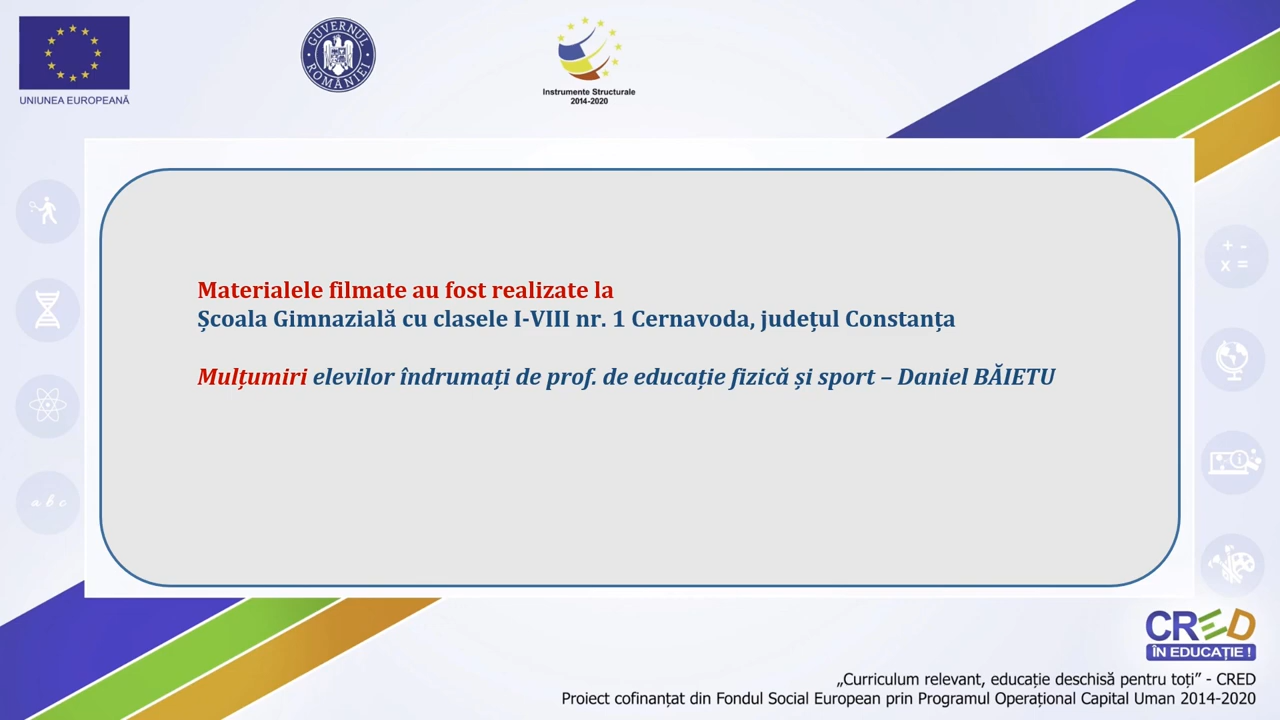 UNIUNEA EUROPEANĂ
GUVERNUL ROMÂNIEI
Instrumente Structurale
2014-2020
Materialele filmate au fost realizate la
Școala Gimnazială cu clasele I-VIII nr. 1 Cernavoda, județul Constanța
Mulțumiri elevilor îndrumați de prof. de educație fizică și sport – Daniel BĂIETU
+ -
x =
a b c
i
CRED
ÎN EDUCAȚIE !
„Curriculum relevant, educație deschisă pentru toți” - CRED
Proiect cofinanțat din Fondul Social European prin Programul Operațional Capital Uman 2014-2020